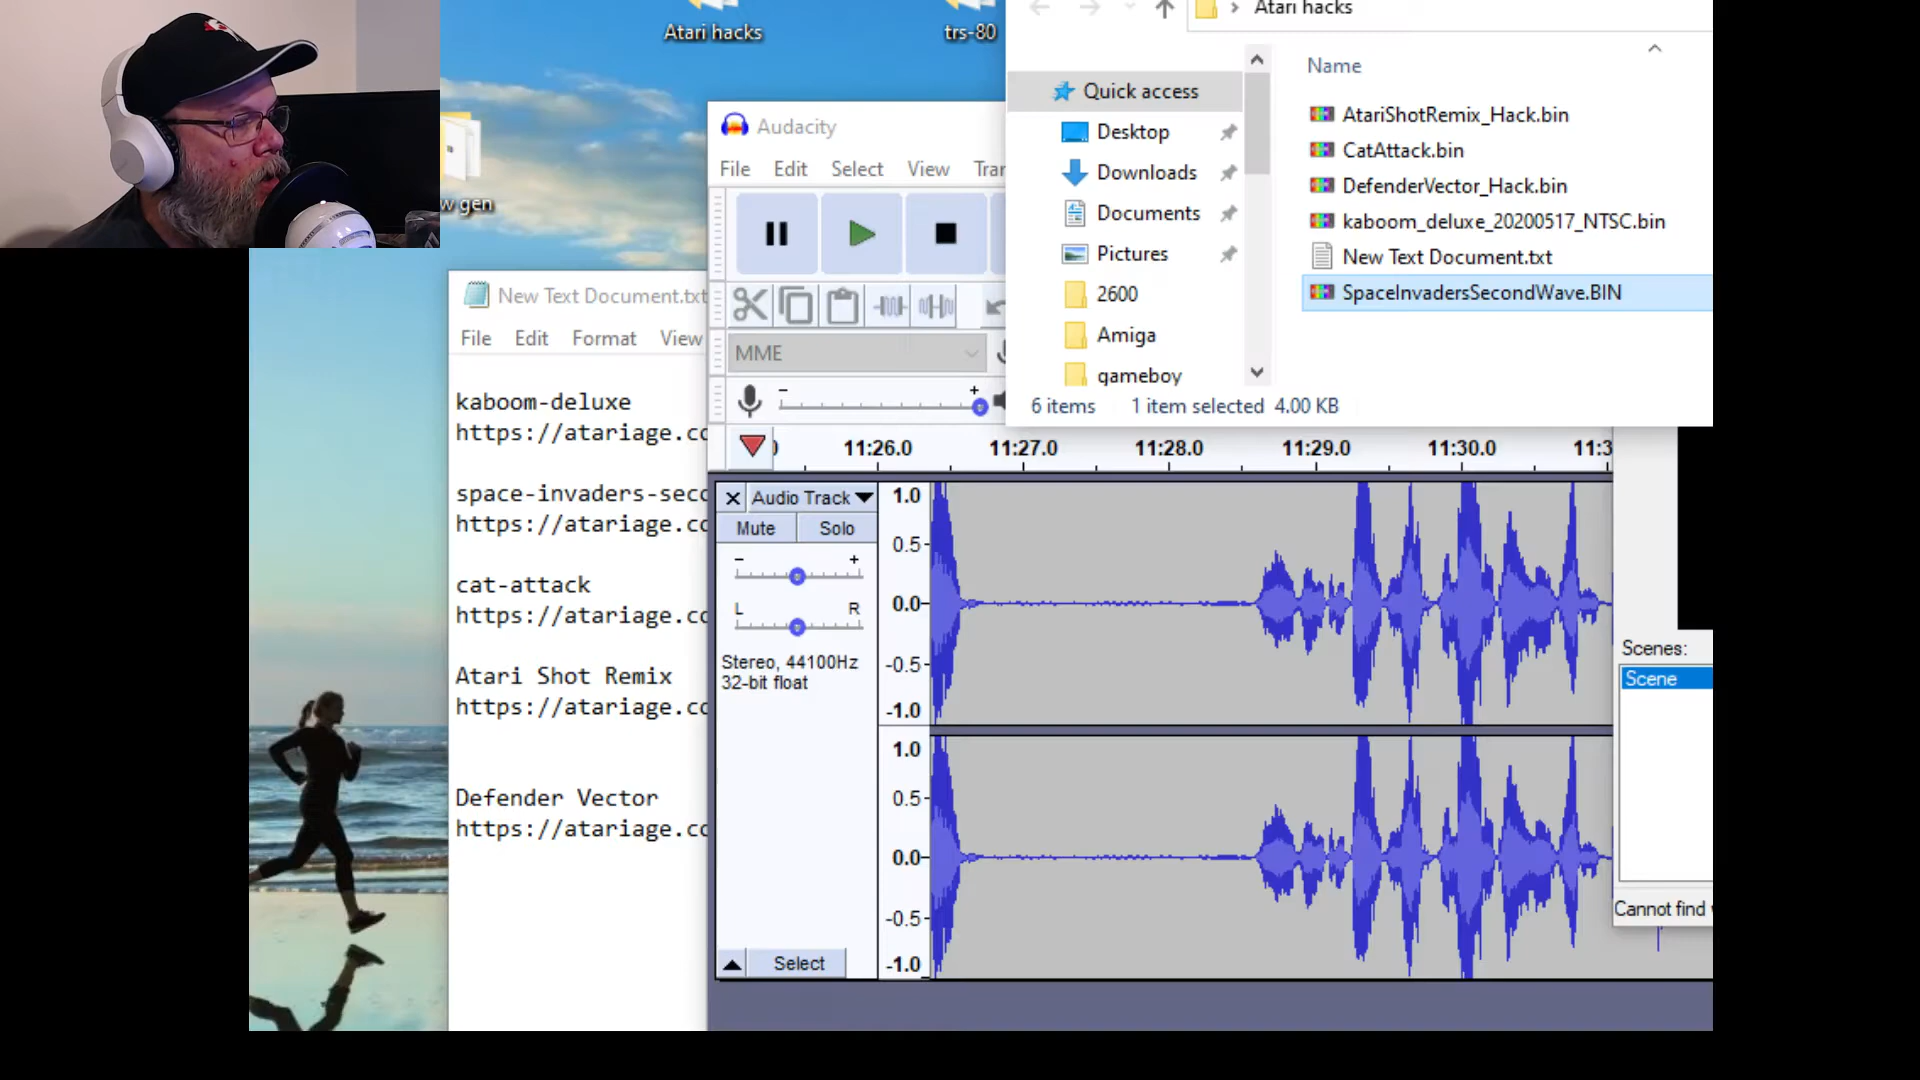 Atari hacks
trs-80
w gen
New Text Document.txt
File Edit Format View
kaboom-deluxe
https://atariage.co
space-invaders-seco
https://atariage.co
cat-attack
https://atariage.co
Atari Shot Remix
https://atariage.co
Defender Vector
https://atariage.co
Audacity
File Edit Select View Tran
MME
- +
11:26.0 11:27.0 11:28.0 11:29.0 11:30.0 11:3
Audio Track
Mute Solo
- +
L R
Stereo, 44100Hz
32-bit float
Select
1.0
0.5
0.0
-0.5
-1.0
1.0
0.5
0.0
-0.5
-1.0
Atari hacks
Quick access
Desktop
Downloads
Documents
Pictures
2600
Amiga
gameboy
Name
AtariShotRemix_Hack.bin
CatAttack.bin
DefenderVector_Hack.bin
kaboom_deluxe_20200517_NTSC.bin
New Text Document.txt
SpaceInvadersSecondWave.BIN
6 items 1 item selected 4.00 KB
Scenes:
Scene
Cannot find